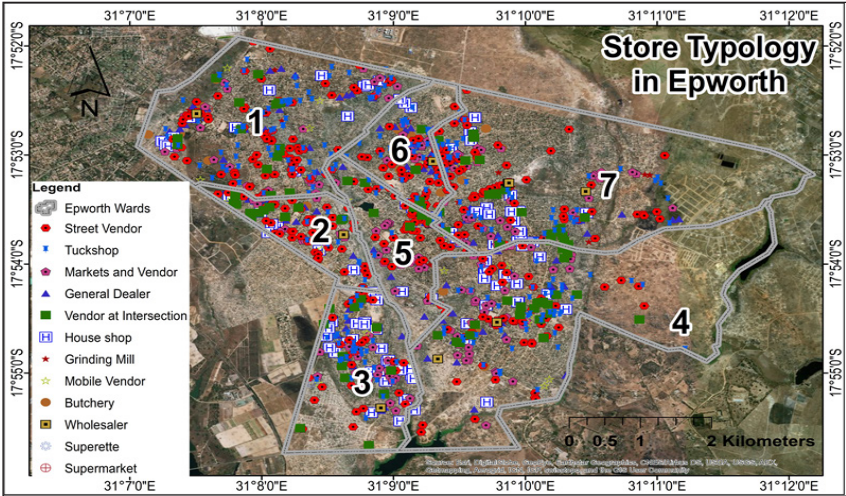 31°7'0"E 31°8'0"E 31°9'0"E 31°10'0"E 31°11'0"E 31°12'0"E
Store Typology
in Epworth
17°52'0"S
17°52'0"S
N
1
6
17°53'0"S
17°53'0"S
7
Legend
Epworth Wards
Street Vendor
2
Tuckshop
5
17°54'0"S
17°54'0"S
Markets and Vendor
General Dealer
Vendor at Intersection
4
House shop
Grinding Mill
17°55'0"S
17°55'0"S
3
Mobile Vendor
Butchery
Wholesaler
0 0.5 1 2 Kilometers
Superette
Supermarket
31°7'0"E 31°8'0"E 31°9'0"E 31°10'0"E 31°11'0"E 31°12'0"E